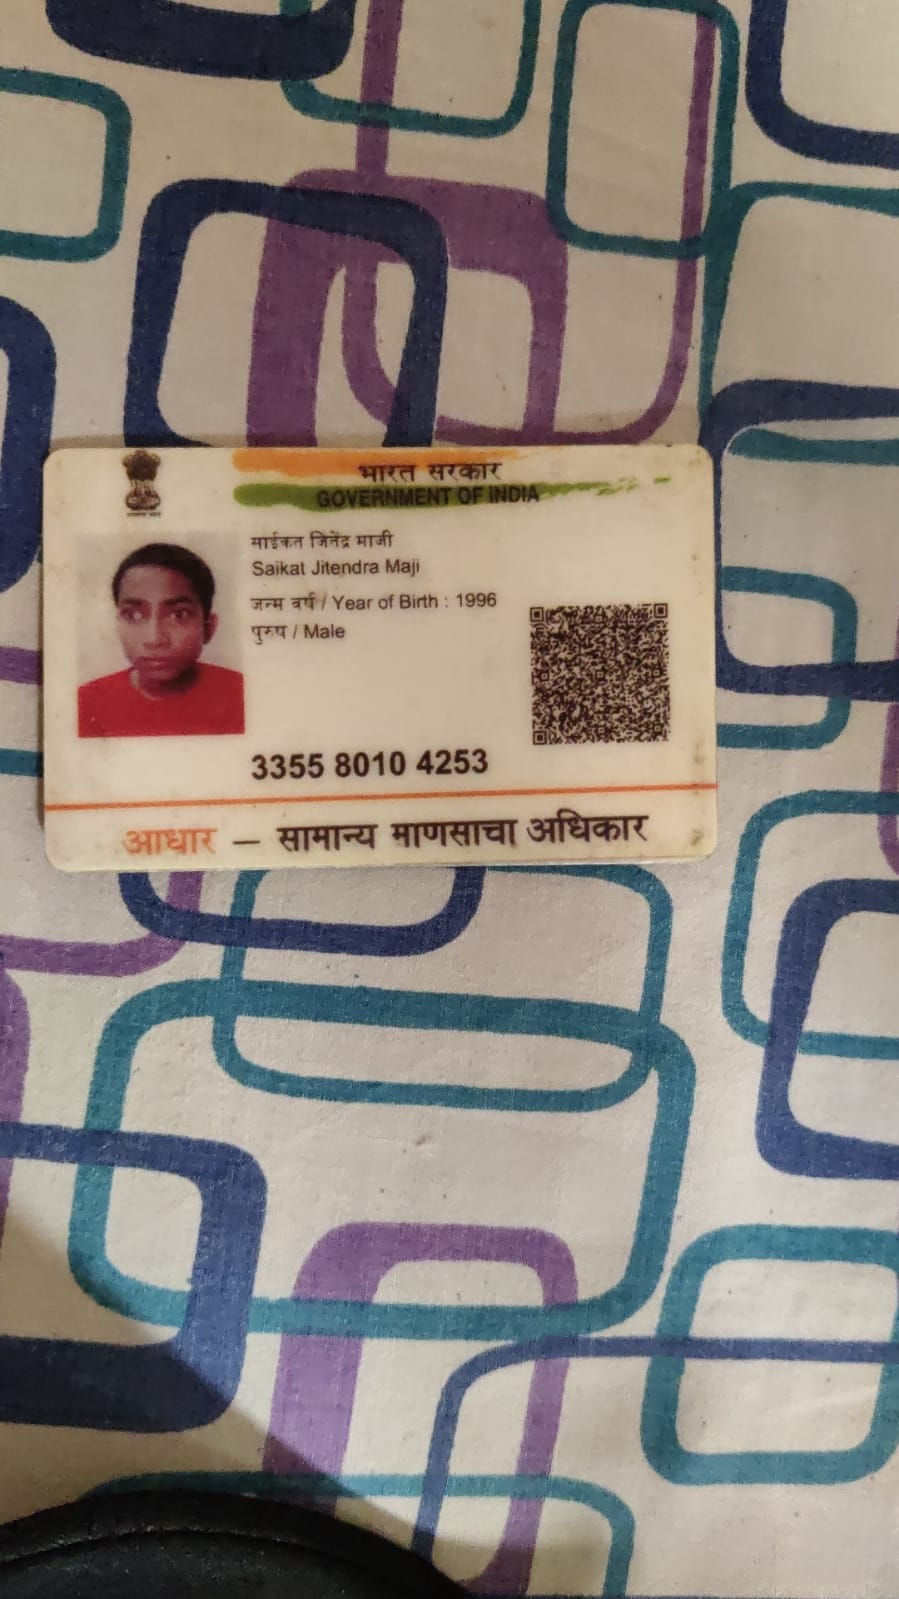 भारत सरकार
GOVERNMENT OF INDIA
साईकत जितेंद्र माजी
Saikat Jitendra Maji
जन्म वर्ष / Year of Birth : 1996
पुरुष / Male
3355 8010 4253
आधार — सामान्य माणसाचा अधिकार